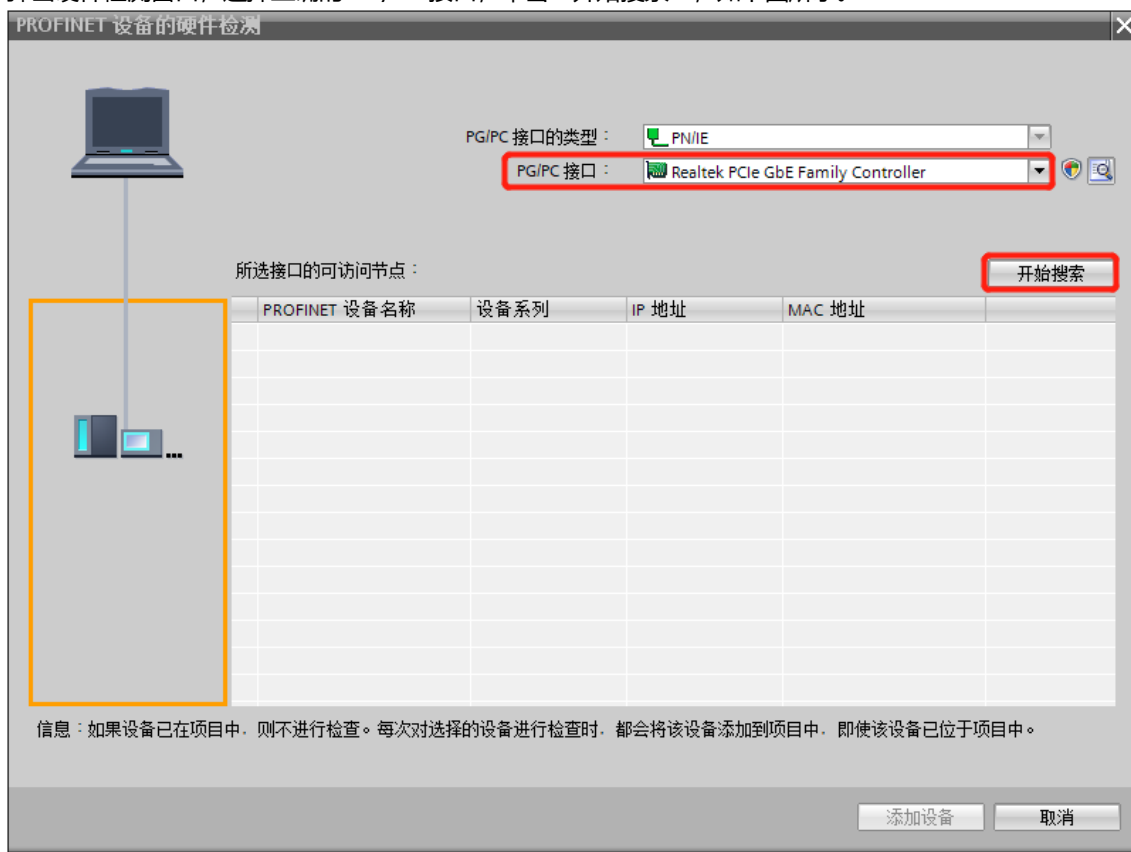 PROFINET 设备的硬件检测
PG/PC 接口的类型：
PN/IE
PG/PC 接口：
Realtek PCIe GbE Family Controller
所选接口的可访问节点：
开始搜索
PROFINET 设备名称 设备系列 IP 地址 MAC 地址
...
信息：如果设备已在项目中，则不进行检查。每次对选择的设备进行检查时，都会将该设备添加到项目中，即使该设备已位于项目中。
添加设备 取消